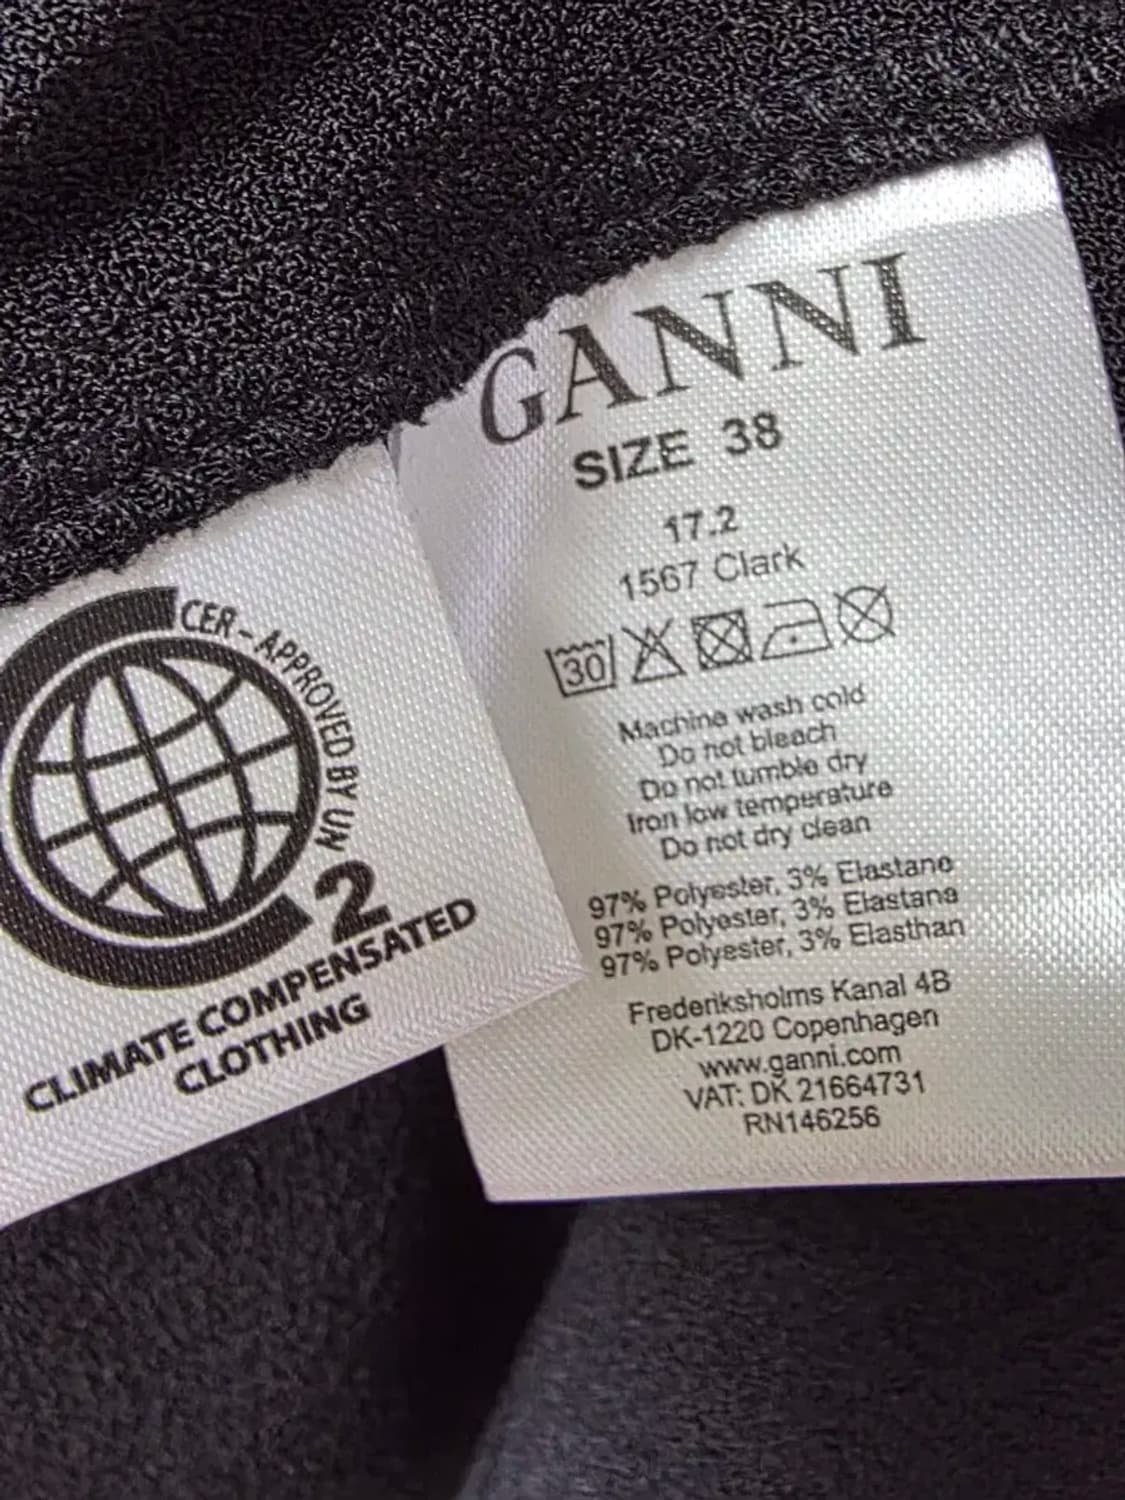 GANNI
SIZE 38
17.2
1567 Clark
30
Machine wash cold
Do not bleach
Do not tumble dry
Iron low temperature
Do not dry clean
97% Polyester, 3% Elastane
97% Polyester, 3% Elastana
97% Polyester, 3% Elasthan
Frederiksholms Kanal 4B
DK-1220 Copenhagen
www.ganni.com
VAT: DK 21664731
RN146256
CER-APPROVED BY UN
2
CLIMATE COMPENSATED
CLOTHING